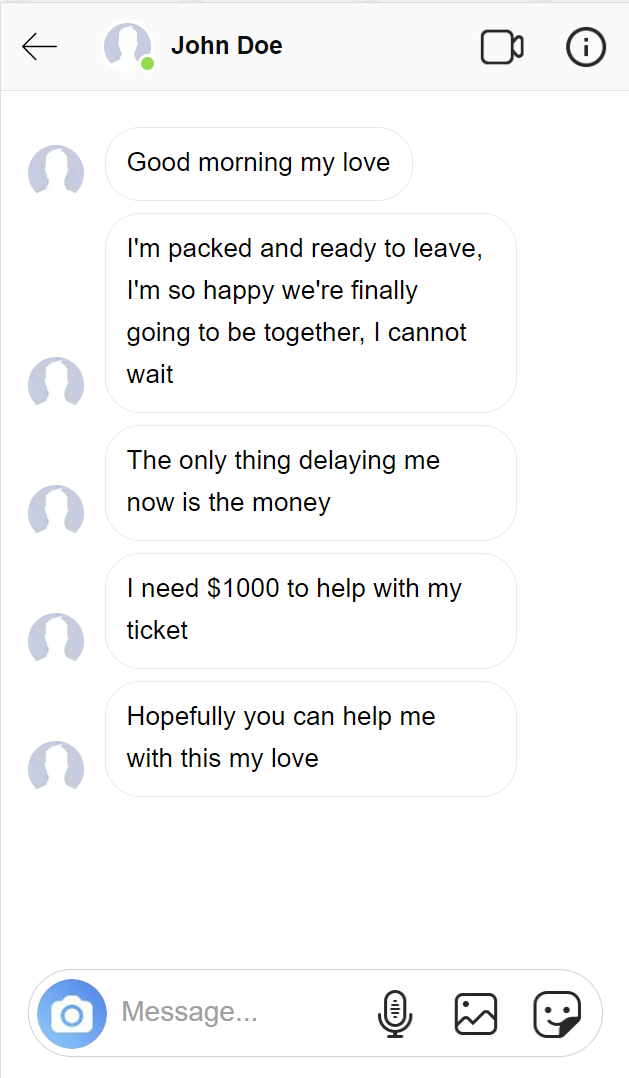 John Doe
Good morning my love
I'm packed and ready to leave,
I'm so happy we're finally
going to be together, I cannot
wait
The only thing delaying me
now is the money
I need $1000 to help with my
ticket
Hopefully you can help me
with this my love
Message...